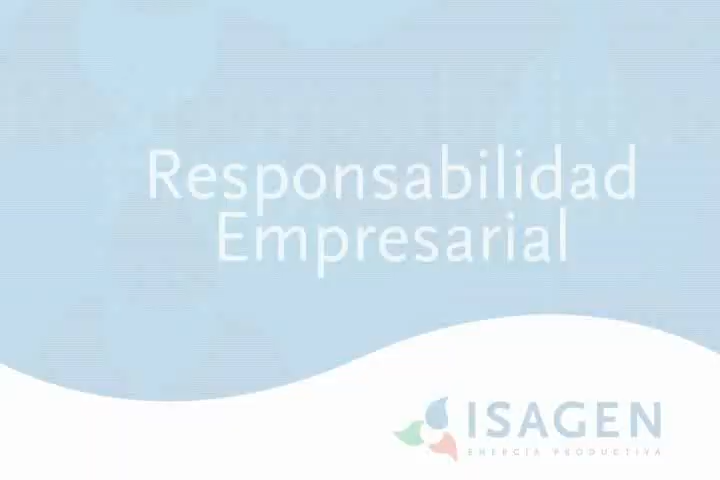 Responsabilidad
Empresarial
ISAGEN
ENERGÍA PRODUCTIVA